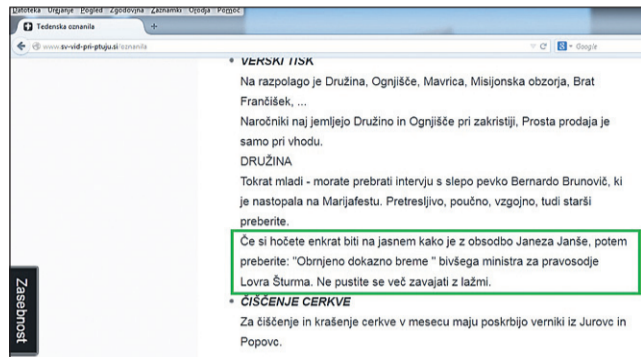 Datoteka Urejanje Pogled Zgodovina Zaznamki Orodja Pomoč
Tedenska oznanila
www.sv-vid-pri-ptuju.si/oznanila
Google
• VERSKI TISK
Na razpolago je Družina, Ognjišče, Mavrica, Misijonska obzorja, Brat
Frančišek, ...
Naročniki naj jemljejo Družino in Ognjišče pri zakristiji, Prosta prodaja je
samo pri vhodu.
DRUŽINA
Tokrat mladi - morate prebrati intervju s slepo pevko Bernardo Brunovič, ki
je nastopala na Marijafestu. Pretresljivo, poučno, vzgojno, tudi starši
preberite.
Če si hočete enkrat biti na jasnem kako je z obsodbo Janeza Janše, potem
preberite: "Obrnjeno dokazno breme " bivšega ministra za pravosodje
Lovra Šturma. Ne pustite se več zavajati z lažmi.
• ČIŠČENJE CERKVE
Za čiščenje in krašenje cerkve v mesecu maju poskrbijo verniki iz Jurovc in
Popovc.
Zasebnost